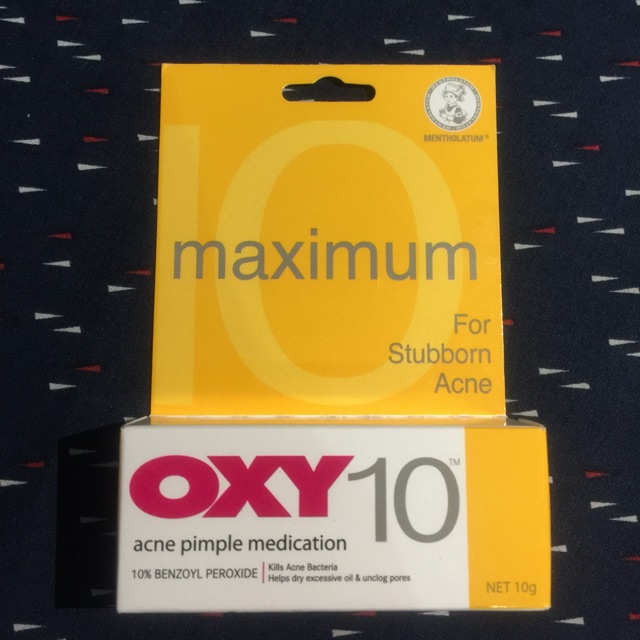 MENTHOLATUM®
10
maximum
For
Stubborn
Acne
OXY10™
acne pimple medication
10% BENZOYL PEROXIDE
Kills Acne Bacteria
Helps dry excessive oil & unclog pores
NET 10g